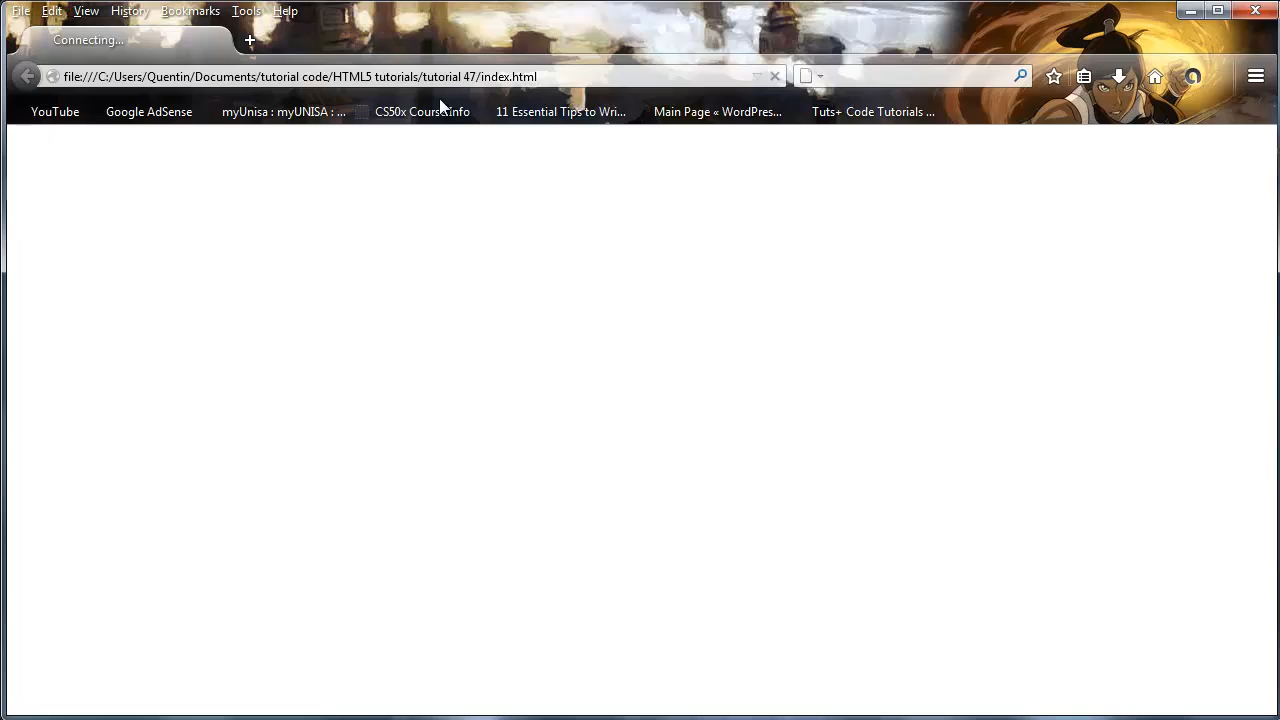 File Edit View History Bookmarks Tools Help
Connecting...
file:///C:/Users/Quentin/Documents/tutorial code/HTML5 tutorials/tutorial 47/index.html
YouTube Google AdSense myUnisa : myUNISA : ... CS50x Course Info 11 Essential Tips to Wri... Main Page « WordPres... Tuts+ Code Tutorials ...